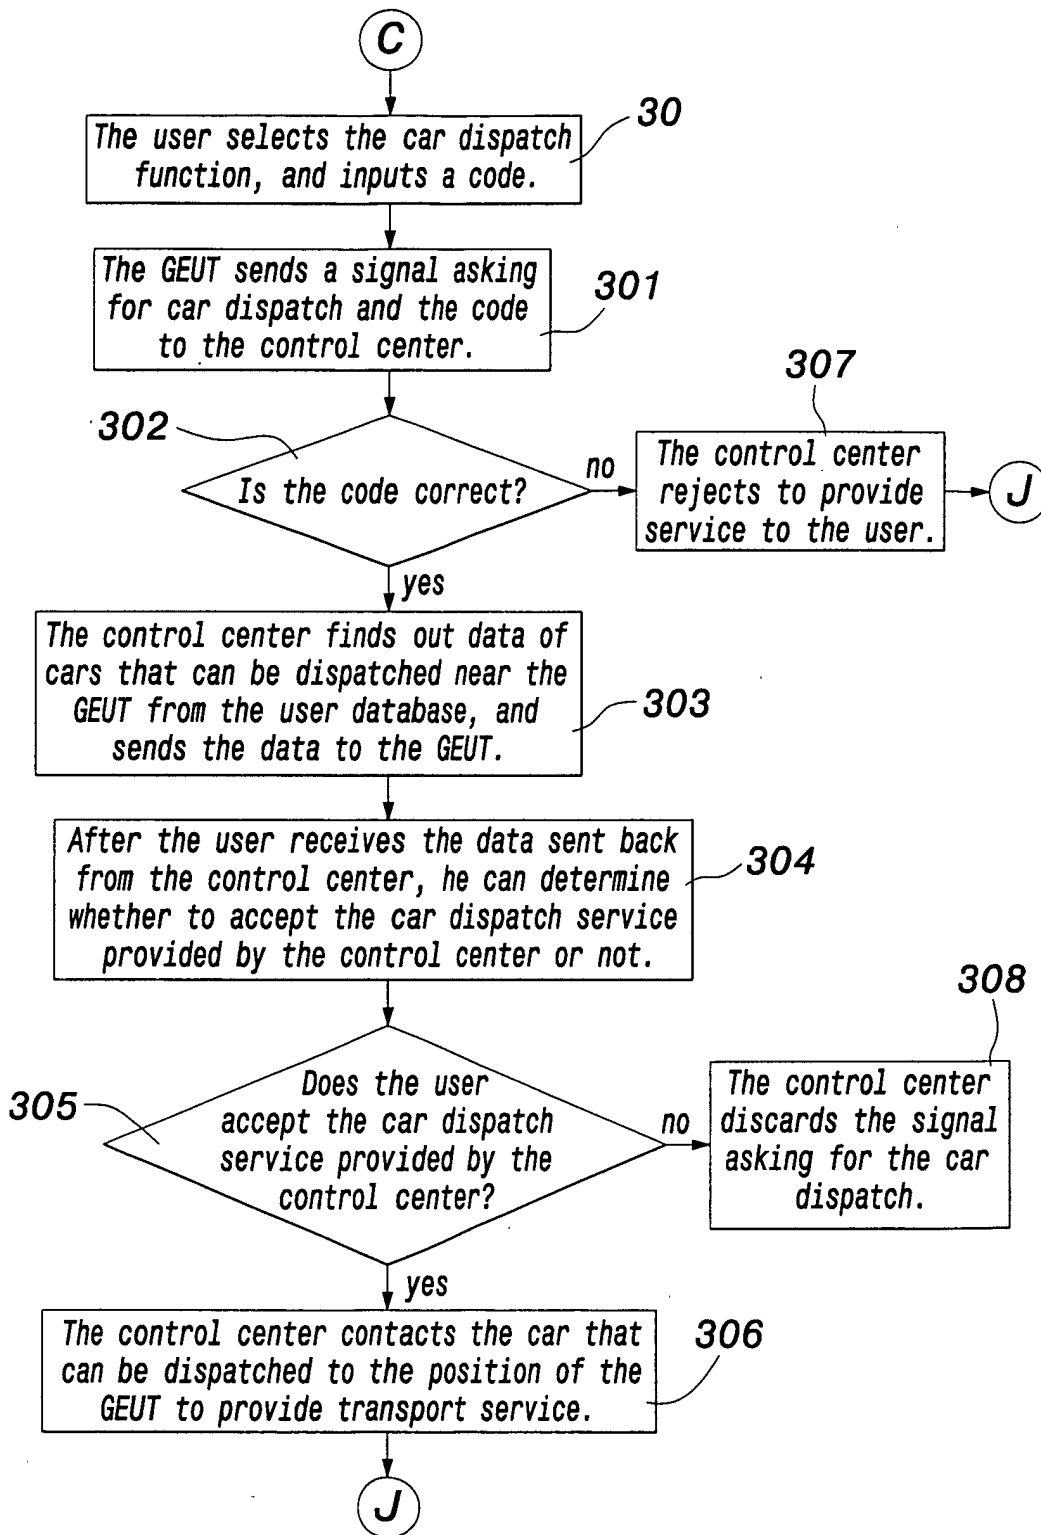 C
30
The user selects the car dispatch
function, and inputs a code.
The GEUT sends a signal asking
for car dispatch and the code
to the control center.
301
302
Is the code correct?
no
307
The control center
rejects to provide
service to the user.
J
yes
The control center finds out data of
cars that can be dispatched near the
GEUT from the user database, and
sends the data to the GEUT.
303
After the user receives the data sent back
from the control center, he can determine
whether to accept the car dispatch service
provided by the control center or not.
304
305
Does the user
accept the car dispatch
service provided by the
control center?
no
308
The control center
discards the signal
asking for the car
dispatch.
yes
The control center contacts the car that
can be dispatched to the position of the
GEUT to provide transport service.
306
J